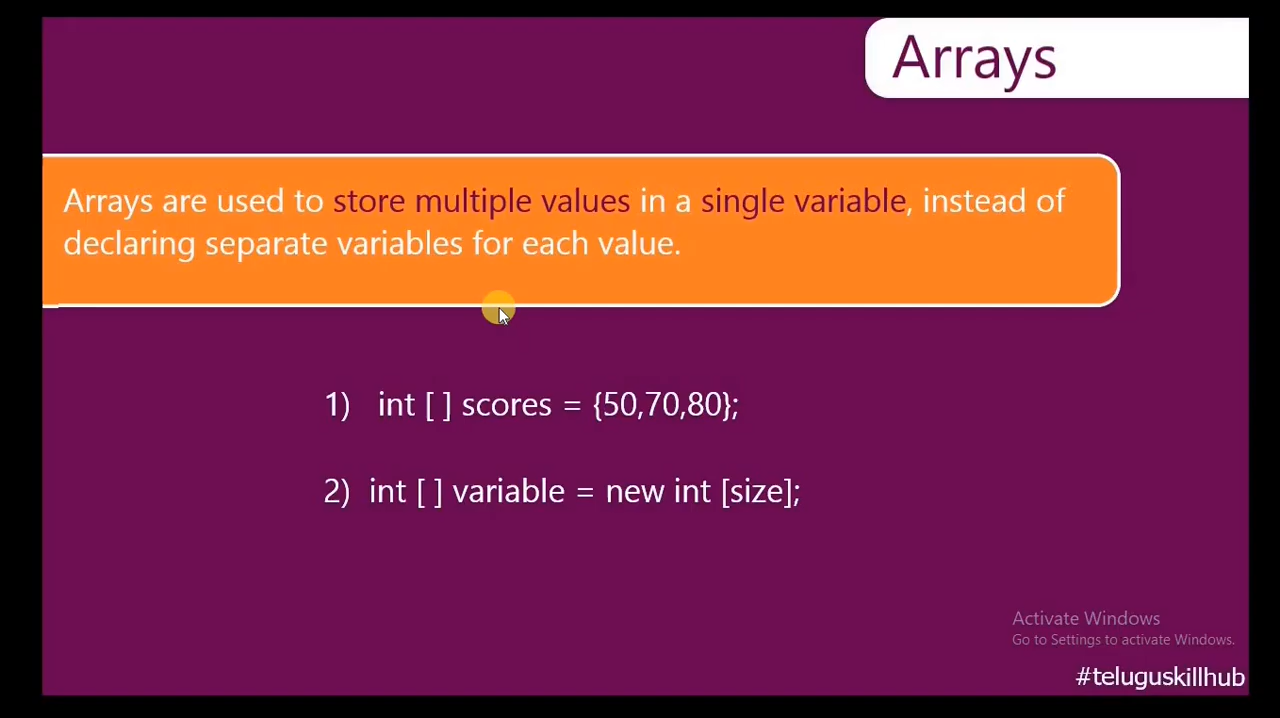 Arrays
Arrays are used to store multiple values in a single variable, instead of
declaring separate variables for each value.
1) int [ ] scores = {50,70,80};
2) int [ ] variable = new int [size];
Activate Windows
Go to Settings to activate Windows.
#teluguskillhub